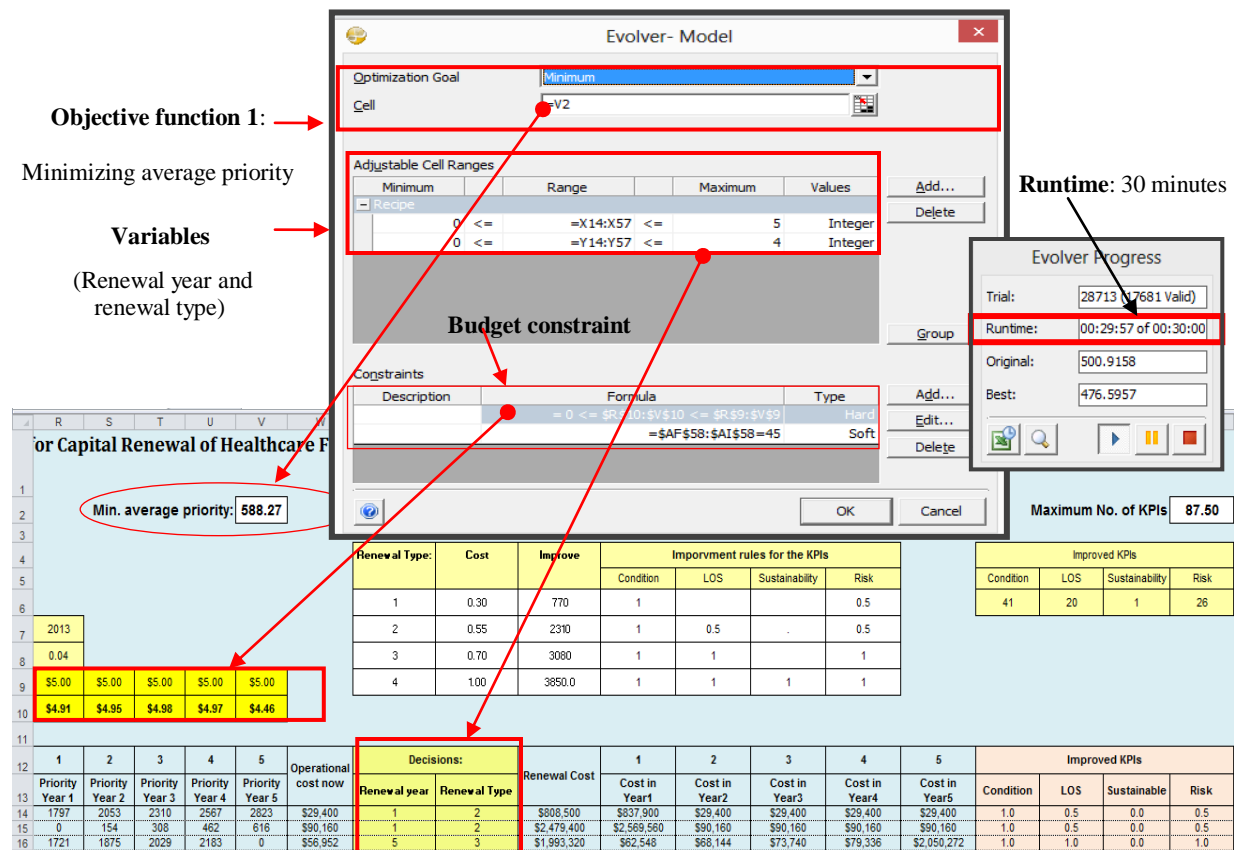 Evolver- Model
Optimization Goal Minimum
Cell =V2
Objective function 1:
Minimizing average priority
Variables
(Renewal year and
renewal type)
Adjustable Cell Ranges
Minimum Range Maximum Values
Recipe
0 <= =X14:X57 <= 5 Integer
0 <= =Y14:Y57 <= 4 Integer
Add...
Delete
Group
Budget constraint
Constraints
Description Formula Type
= 0 <= $R$10:$V$10 <= $R$9:$V$9 Hard
=$AF$58:$AI$58=45 Soft
Add...
Edit...
Delete
OK Cancel
Runtime: 30 minutes
Evolver Progress
Trial: 28713 (17681 Valid)
Runtime: 00:29:57 of 00:30:00
Original: 500.9158
Best: 476.5957
R S T U V W
for Capital Renewal of Healthcare F
1
2 Min. average priority: 588.27 Maximum No. of KPIs 87.50
3
4 Renewal Type: Cost Improve Imporvment rules for the KPIs Improved KPIs
5 Condition LOS Sustainability Risk Condition LOS Sustainability Risk
6 1 0.30 770 1 0.5 41 20 1 26
7 2013 2 0.55 2310 1 0.5 . 0.5
8 0.04 3 0.70 3080 1 1 1
9 $5.00 $5.00 $5.00 $5.00 $5.00 4 1.00 3850.0 1 1 1 1
10 $4.91 $4.95 $4.98 $4.97 $4.46
11
12 1 2 3 4 5 Operational cost now Decisions: Renewal Cost 1 2 3 4 5 Improved KPIs
13 Priority Year 1 Priority Year 2 Priority Year 3 Priority Year 4 Priority Year 5 Renewal year Renewal Type Cost in Year1 Cost in Year2 Cost in Year3 Cost in Year4 Cost in Year5 Condition LOS Sustainable Risk
14 1797 2053 2310 2567 2823 $29,400 1 2 $808,500 $837,900 $29,400 $29,400 $29,400 $29,400 1.0 0.5 0.0 0.5
15 0 154 308 462 616 $90,160 1 2 $2,479,400 $2,569,560 $90,160 $90,160 $90,160 $90,160 1.0 0.5 0.0 0.5
16 1721 1875 2029 2183 0 $56,952 5 3 $1,993,320 $62,548 $68,144 $73,740 $79,336 $2,050,272 1.0 1.0 0.0 1.0